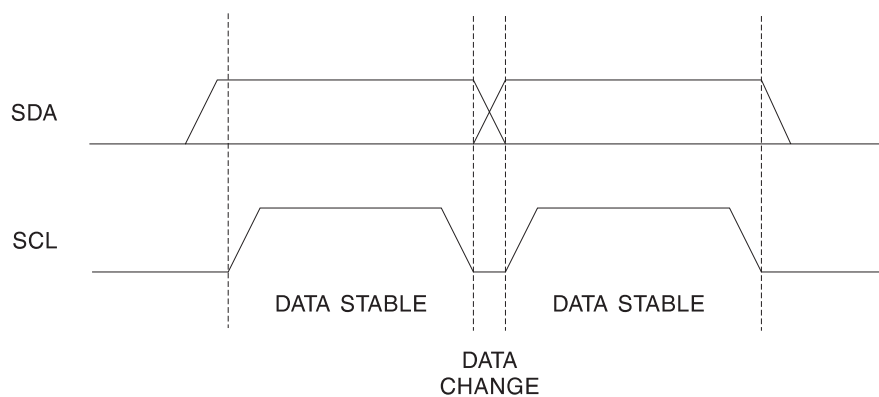 SDA
SCL
DATA STABLE
DATA STABLE
DATA
CHANGE